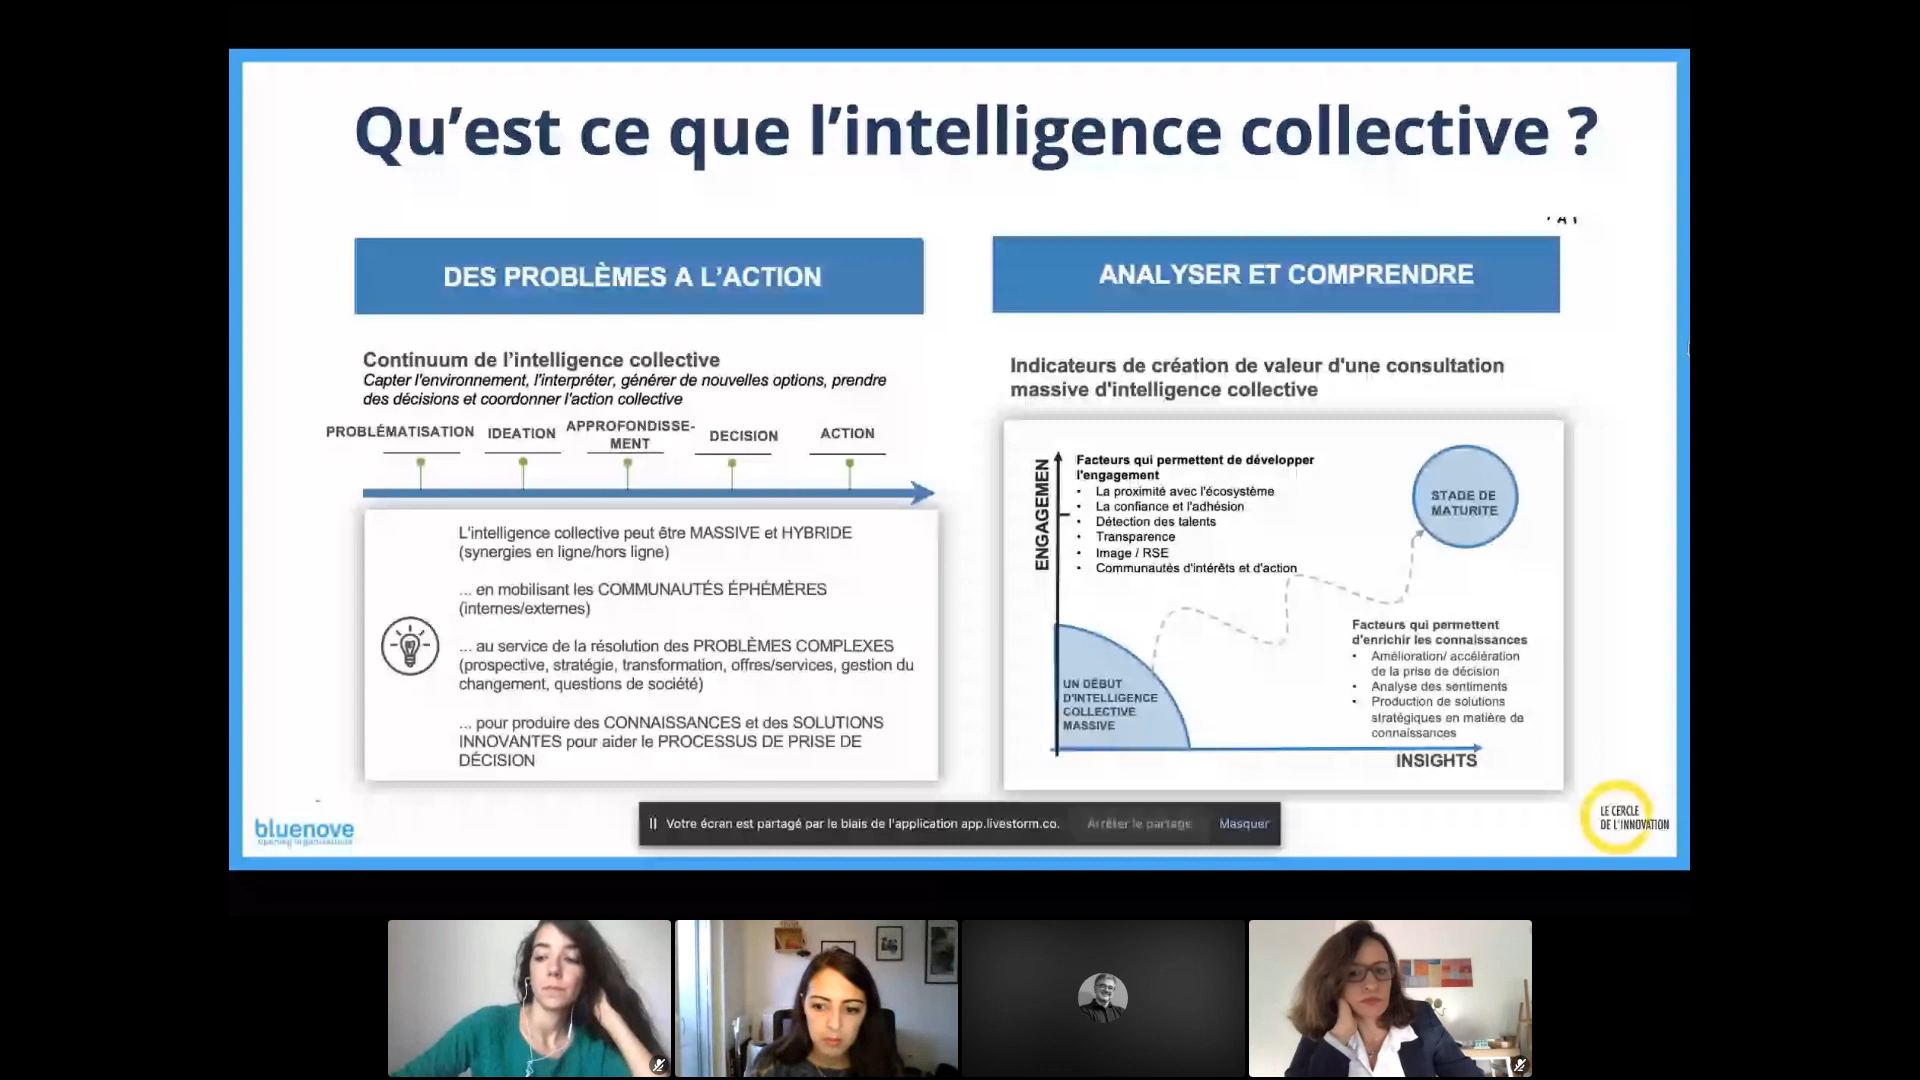 Qu’est ce que l’intelligence collective ?
DES PROBLÈMES A L’ACTION
Continuum de l’intelligence collective
Capter l'environnement, l'interpréter, générer de nouvelles options, prendre
des décisions et coordonner l'action collective
PROBLÉMATISATION
IDEATION
APPROFONDISSE-
MENT
DECISION
ACTION
L'intelligence collective peut être MASSIVE et HYBRIDE
(synergies en ligne/hors ligne)
... en mobilisant les COMMUNAUTÉS ÉPHÉMÈRES
(internes/externes)
... au service de la résolution des PROBLÈMES COMPLEXES
(prospective, stratégie, transformation, offres/services, gestion du
changement, questions de société)
... pour produire des CONNAISSANCES et des SOLUTIONS
INNOVANTES pour aider le PROCESSUS DE PRISE DE
DÉCISION
ANALYSER ET COMPRENDRE
Indicateurs de création de valeur d'une consultation
massive d'intelligence collective
ENGAGEMEN
Facteurs qui permettent de développer
l'engagement
• La proximité avec l'écosystème
• La confiance et l'adhésion
• Détection des talents
• Transparence
• Image / RSE
• Communautés d'intérêts et d'action
STADE DE
MATURITE
UN DÉBUT
D'INTELLIGENCE
COLLECTIVE
MASSIVE
Facteurs qui permettent
d'enrichir les connaissances
• Amélioration/ accélération
de la prise de décision
• Analyse des sentiments
• Production de solutions
stratégiques en matière de
connaissances
INSIGHTS
bluenove
opening organisations
Votre écran est partagé par le biais de l'application app.livestorm.co.
Arrêter le partage
Masquer
LE CERCLE
DE L'INNOVATION